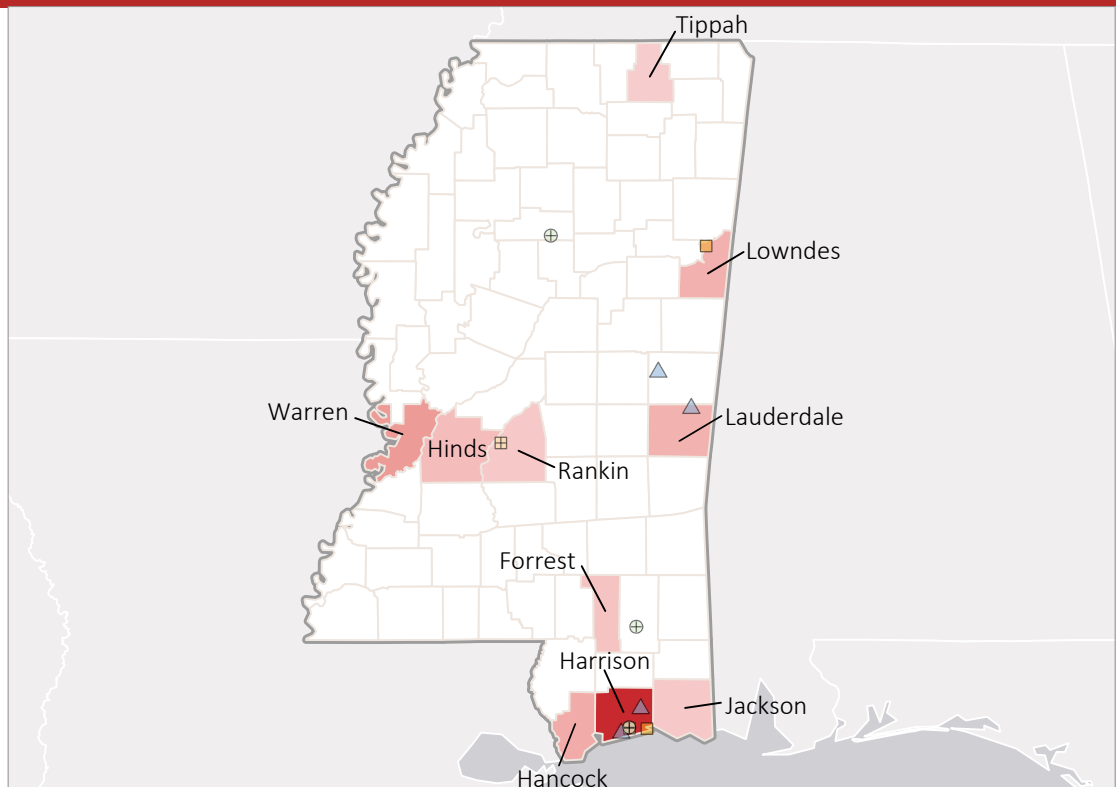 Tippah
Lowndes
Warren
Lauderdale
Hinds
Rankin
Forrest
Harrison
Jackson
Hancock